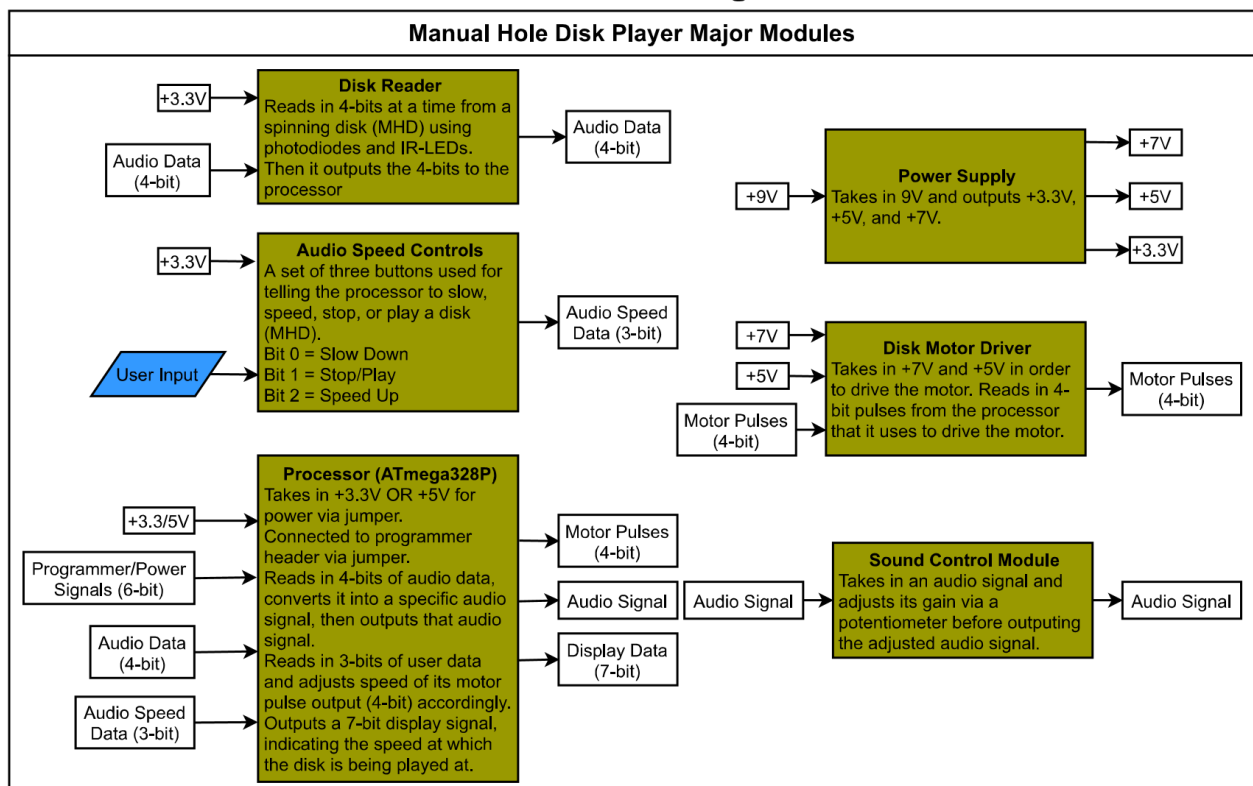 Manual Hole Disk Player Major Modules
+3.3V
Audio Data
(4-bit)
Disk Reader
Reads in 4-bits at a time from a
spinning disk (MHD) using
photodiodes and IR-LEDs.
Then it outputs the 4-bits to the
processor
Audio Data
(4-bit)
+9V
Power Supply
Takes in 9V and outputs +3.3V,
+5V, and +7V.
+7V
+5V
+3.3V
+3.3V
User Input
Audio Speed Controls
A set of three buttons used for
telling the processor to slow,
speed, stop, or play a disk
(MHD).
Bit 0 = Slow Down
Bit 1 = Stop/Play
Bit 2 = Speed Up
Audio Speed
Data (3-bit)
+7V
+5V
Motor Pulses
(4-bit)
Disk Motor Driver
Takes in +7V and +5V in order
to drive the motor. Reads in 4-
bit pulses from the processor
that it uses to drive the motor.
Motor Pulses
(4-bit)
+3.3/5V
Programmer/Power
Signals (6-bit)
Audio Data
(4-bit)
Audio Speed
Data (3-bit)
Processor (ATmega328P)
Takes in +3.3V OR +5V for
power via jumper.
Connected to programmer
header via jumper.
Reads in 4-bits of audio data,
converts it into a specific audio
signal, then outputs that audio
signal.
Reads in 3-bits of user data
and adjusts speed of its motor
pulse output (4-bit) accordingly.
Outputs a 7-bit display signal,
indicating the speed at which
the disk is being played at.
Motor Pulses
(4-bit)
Audio Signal
Display Data
(7-bit)
Audio Signal
Sound Control Module
Takes in an audio signal and
adjusts its gain via a
potentiometer before outputing
the adjusted audio signal.
Audio Signal